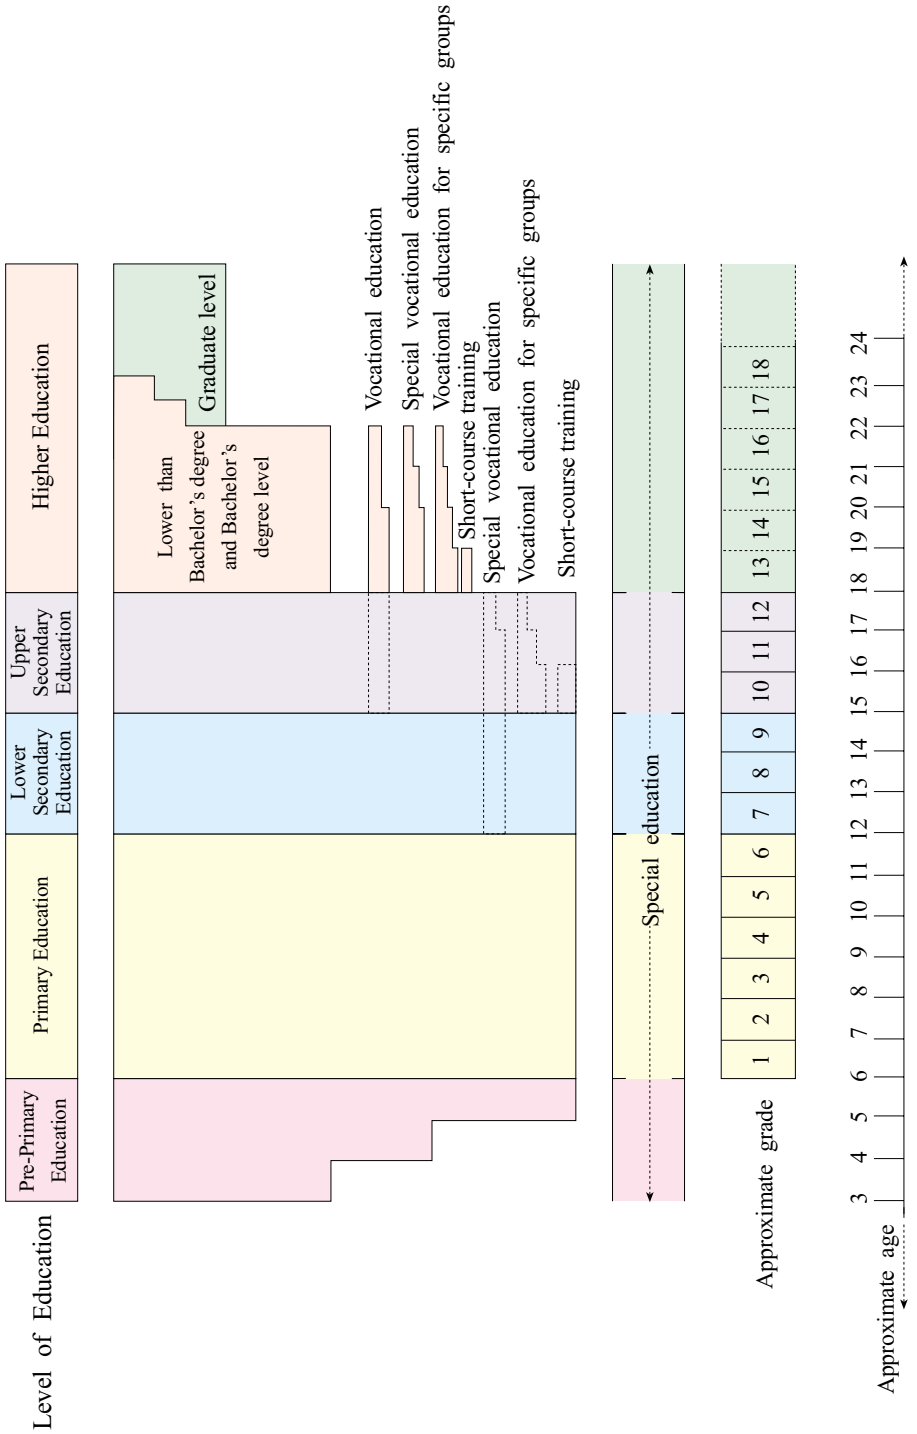 Level of Education
Pre-Primary
Education
Primary Education
Lower
Secondary
Education
Upper
Secondary
Education
Higher Education
Lower than
Bachelor's degree
and Bachelor's
degree level
Graduate level
Vocational education
Special vocational education
Vocational education for specific groups
Short-course training
Special vocational education
Vocational education for specific groups
Short-course training
Special education
Approximate grade
1 2 3 4 5 6 7 8 9 10 11 12 13 14 15 16 17 18
Approximate age
3 4 5 6 7 8 9 10 11 12 13 14 15 16 17 18 19 20 21 22 23 24